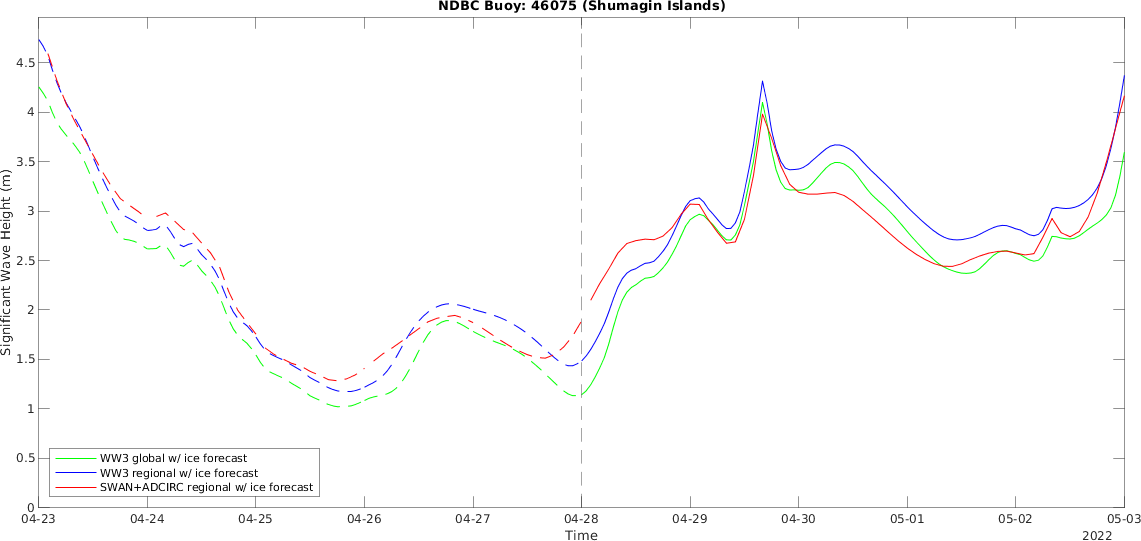 NDBC Buoy: 46075 (Shumagin Islands)
Significant Wave Height (m)
4.5
4
3.5
3
2.5
2
1.5
1
0.5
0
WW3 global w/ ice forecast
WW3 regional w/ ice forecast
SWAN+ADCIRC regional w/ ice forecast
04-23 04-24 04-25 04-26 04-27 04-28 04-29 04-30 05-01 05-02 05-03
Time 2022